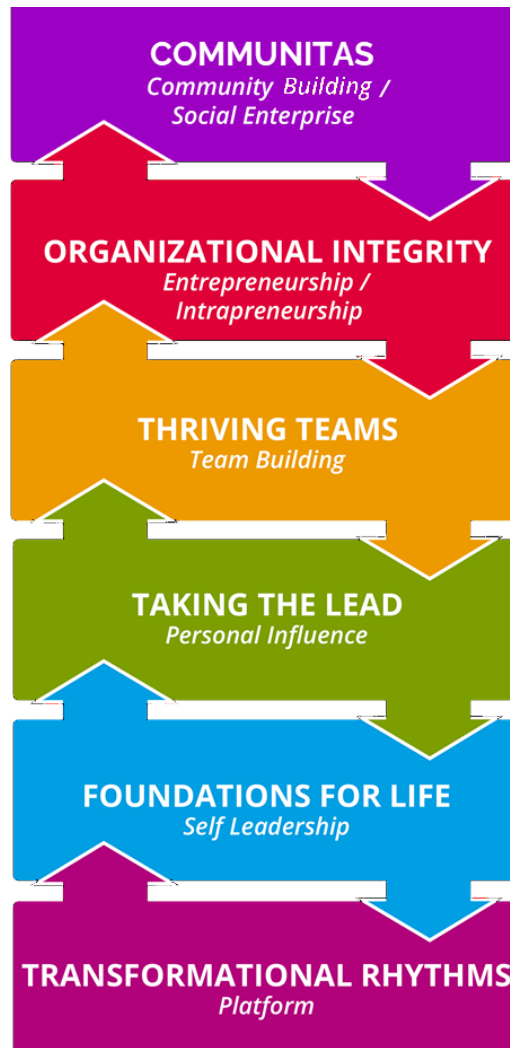 COMMUNITAS
Community Building /
Social Enterprise
ORGANIZATIONAL INTEGRITY
Entrepreneurship /
Intrapreneurship
THRIVING TEAMS
Team Building
TAKING THE LEAD
Personal Influence
FOUNDATIONS FOR LIFE
Self Leadership
TRANSFORMATIONAL RHYTHMS
Platform